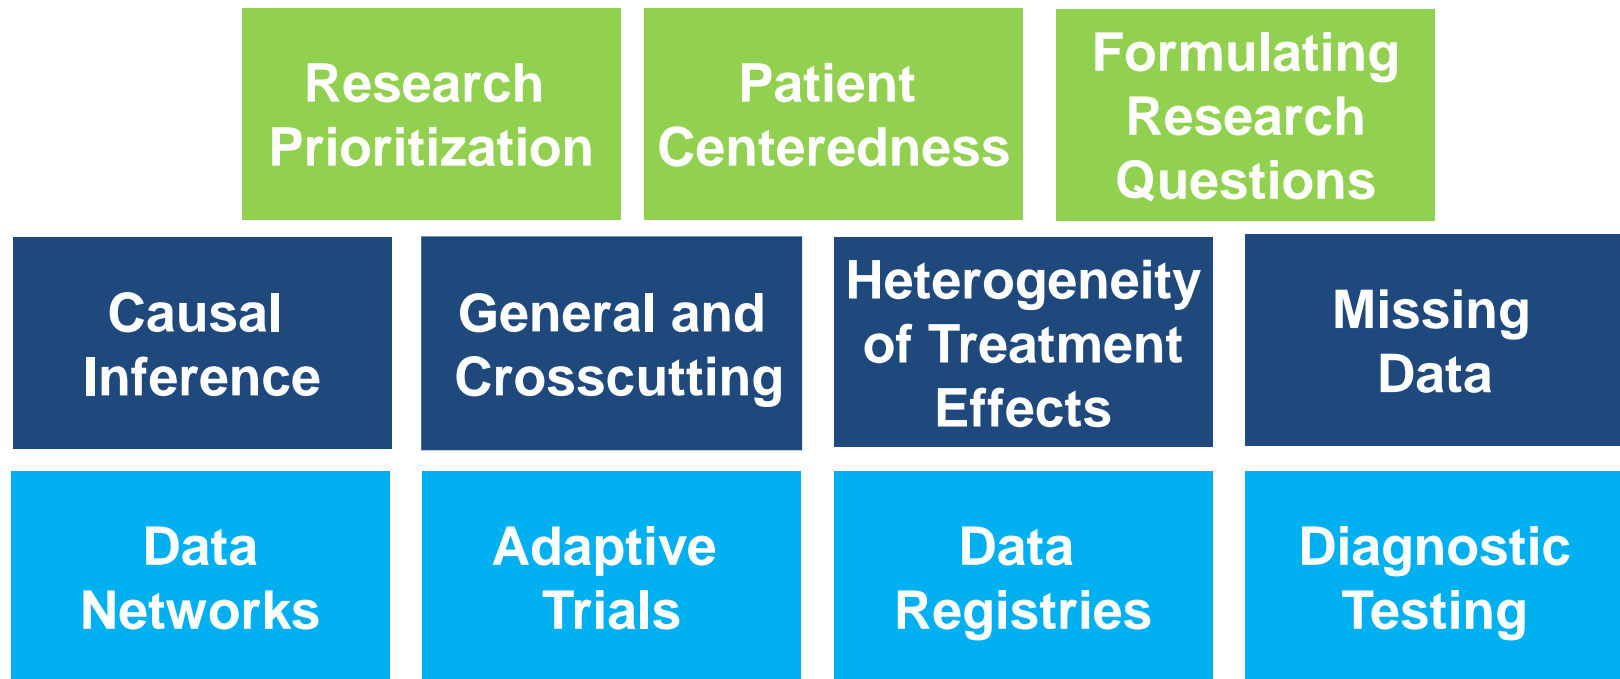 Research
Prioritization
Patient
Centeredness
Formulating
Research
Questions
Causal
Inference
General and
Crosscutting
Heterogeneity
of Treatment
Effects
Missing
Data
Data
Networks
Adaptive
Trials
Data
Registries
Diagnostic
Testing